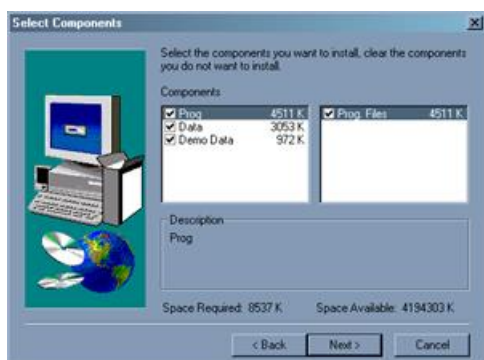 Select Components
Select the components you want to install, clear the components
you do not want to install.
Components
Prog 4511 K
Data 3053 K
Demo Data 972 K
Prog. Files 4511 K
Description
Prog
Space Required: 8537 K
Space Available: 4194303 K
< Back
Next >
Cancel